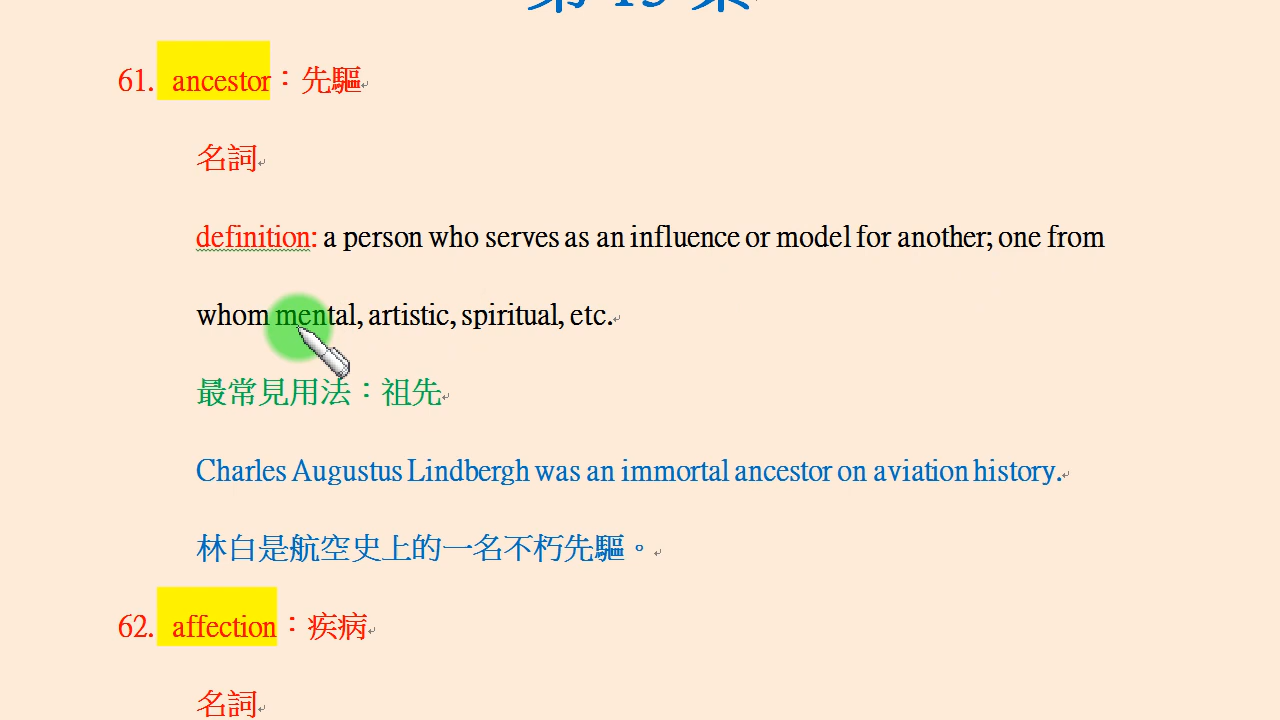 61. ancestor：先驅
名詞
definition: a person who serves as an influence or model for another; one from
whom mental, artistic, spiritual, etc.
最常見用法：祖先
Charles Augustus Lindbergh was an immortal ancestor on aviation history.
林白是航空史上的一名不朽先驅。
62. affection：疾病
名詞